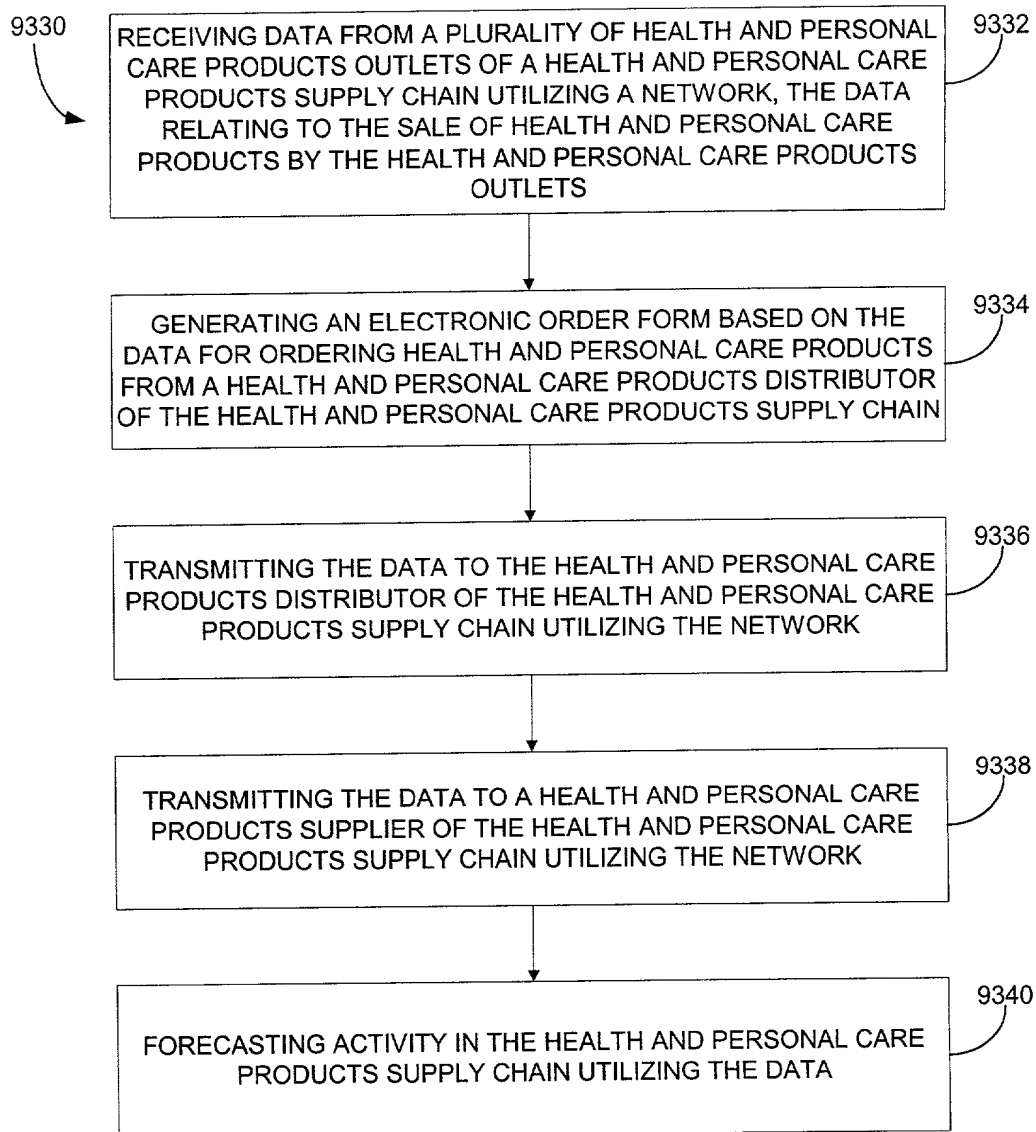 9330
9332
RECEIVING DATA FROM A PLURALITY OF HEALTH AND PERSONAL
CARE PRODUCTS OUTLETS OF A HEALTH AND PERSONAL CARE
PRODUCTS SUPPLY CHAIN UTILIZING A NETWORK, THE DATA
RELATING TO THE SALE OF HEALTH AND PERSONAL CARE
PRODUCTS BY THE HEALTH AND PERSONAL CARE PRODUCTS
OUTLETS
9334
GENERATING AN ELECTRONIC ORDER FORM BASED ON THE
DATA FOR ORDERING HEALTH AND PERSONAL CARE PRODUCTS
FROM A HEALTH AND PERSONAL CARE PRODUCTS DISTRIBUTOR
OF THE HEALTH AND PERSONAL CARE PRODUCTS SUPPLY CHAIN
9336
TRANSMITTING THE DATA TO THE HEALTH AND PERSONAL CARE
PRODUCTS DISTRIBUTOR OF THE HEALTH AND PERSONAL CARE
PRODUCTS SUPPLY CHAIN UTILIZING THE NETWORK
9338
TRANSMITTING THE DATA TO A HEALTH AND PERSONAL CARE
PRODUCTS SUPPLIER OF THE HEALTH AND PERSONAL CARE
PRODUCTS SUPPLY CHAIN UTILIZING THE NETWORK
9340
FORECASTING ACTIVITY IN THE HEALTH AND PERSONAL CARE
PRODUCTS SUPPLY CHAIN UTILIZING THE DATA